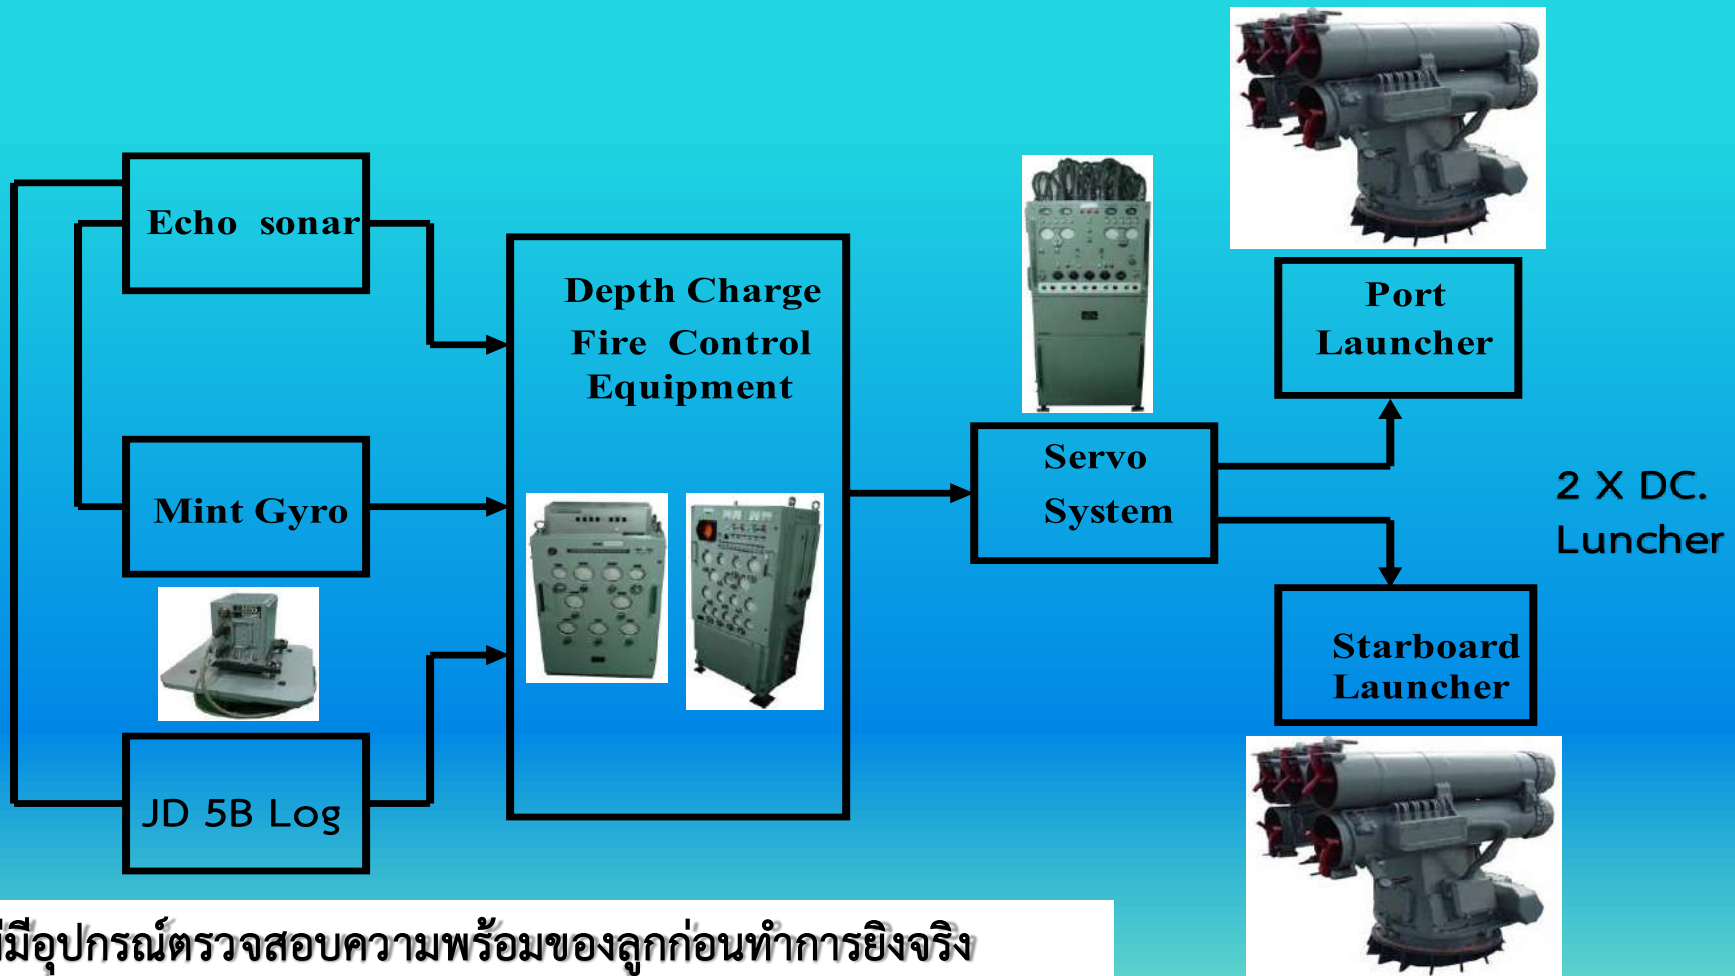 Echo sonar
Depth Charge
Fire Control
Equipment
Mint Gyro
JD 5B Log
Servo
System
Port
Launcher
2 X DC.
Luncher
Starboard
Launcher
มีอุปกรณ์ตรวจสอบความพร้อมของลูกก่อนทำการยิงจริง